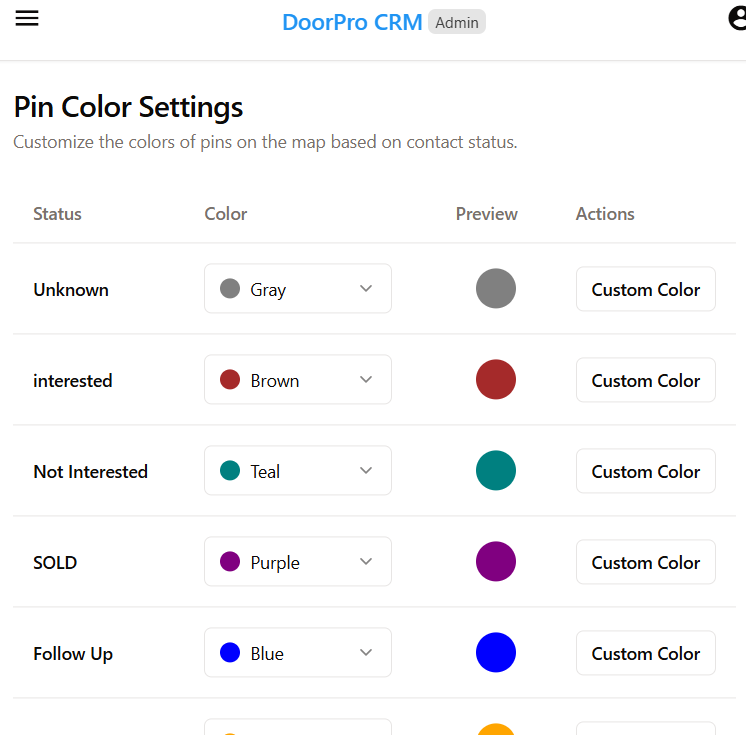 DoorPro CRM Admin
Pin Color Settings
Customize the colors of pins on the map based on contact status.
Status Color Preview Actions
Unknown Gray Custom Color
interested Brown Custom Color
Not Interested Teal Custom Color
SOLD Purple Custom Color
Follow Up Blue Custom Color